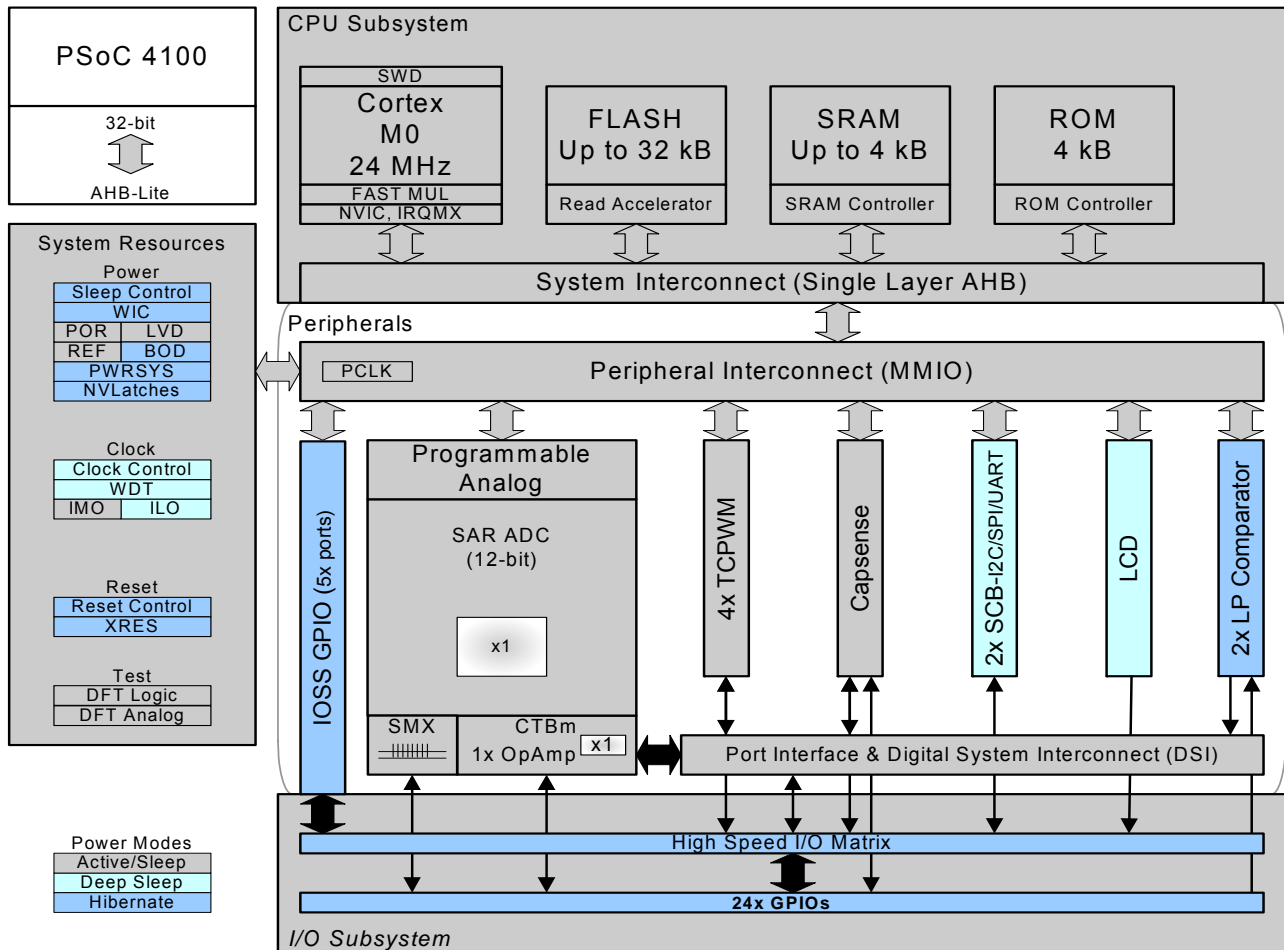 PSoC 4100
32-bit
AHB-Lite
CPU Subsystem
SWD
Cortex
M0
24 MHz
FAST MUL
NVIC, IRQMX
FLASH
Up to 32 kB
Read Accelerator
SRAM
Up to 4 kB
SRAM Controller
ROM
4 kB
ROM Controller
System Interconnect (Single Layer AHB)
System Resources
Power
Sleep Control
WIC
POR LVD
REF BOD
PWRSYS
NVLatches
Clock
Clock Control
WDT
IMO ILO
Reset
Reset Control
XRES
Test
DFT Logic
DFT Analog
Peripherals
PCLK
Peripheral Interconnect (MMIO)
IOSS GPIO (5x ports)
Programmable
Analog
SAR ADC
(12-bit)
x1
SMX
CTBm
1x OpAmp
x1
4x TCPWM
Capsense
2x SCB-I2C/SPI/UART
LCD
2x LP Comparator
Port Interface & Digital System Interconnect (DSI)
High Speed I/O Matrix
24x GPIOs
I/O Subsystem
Power Modes
Active/Sleep
Deep Sleep
Hibernate